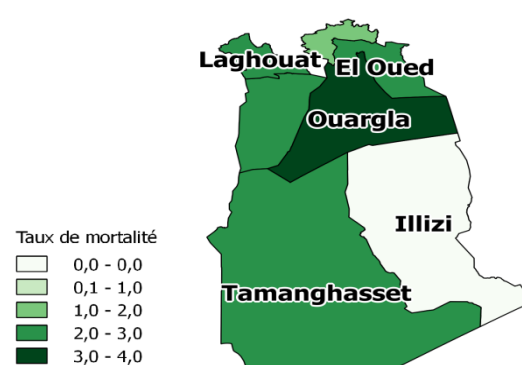 Laghouat
El Oued
Ouargla
Illizi
Tamanghasset
Taux de mortalité
0,0 - 0,0
0,1 - 1,0
1,0 - 2,0
2,0 - 3,0
3,0 - 4,0